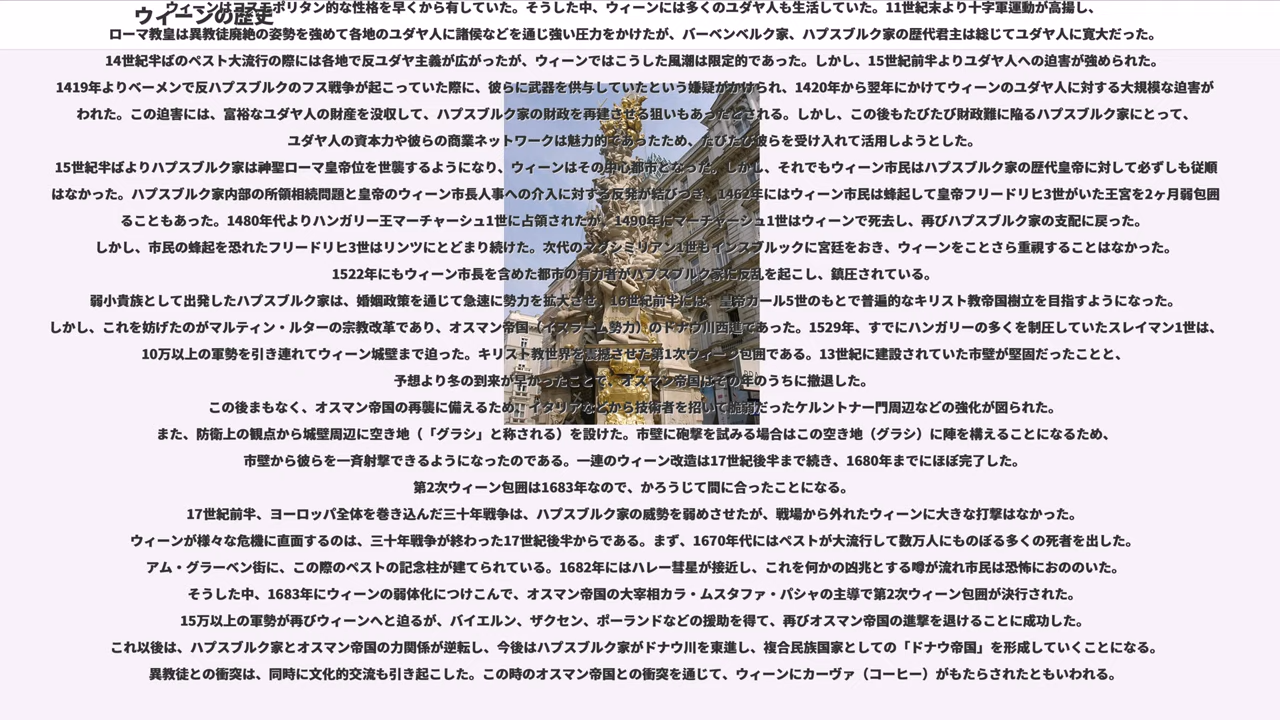 ウィーンの歴史
ウィーンはコスモポリタン的な性格を早くから有していた。そうした中、ウィーンには多くのユダヤ人も生活していた。11世紀末より十字軍運動が高揚し、
ローマ教皇は異教徒廃絶の姿勢を強めて各地のユダヤ人に諸侯などを通じ強い圧力をかけたが、バーベンベルク家、ハプスブルク家の歴代君主は総じてユダヤ人に寛大だった。
14世紀半ばのペスト大流行の際には各地で反ユダヤ主義が広がったが、ウィーンではこうした風潮は限定的であった。しかし、15世紀前半よりユダヤ人への迫害が強められた。
1419年よりベーメンで反ハプスブルクのフス戦争が起こっていた際に、彼らに武器を供与していたという嫌疑がかけられ、1420年から翌年にかけてウィーンのユダヤ人に対する大規模な迫害が
われた。この迫害には、富裕なユダヤ人の財産を没収して、ハプスブルク家の財政を再建させる狙いもあったとされる。しかし、この後もたびたび財政難に陥るハプスブルク家にとって、
ユダヤ人の資本力や彼らの商業ネットワークは魅力的であったため、たびたび彼らを受け入れて活用しようとした。
15世紀半ばよりハプスブルク家は神聖ローマ皇帝位を世襲するようになり、ウィーンはその中心都市となった。しかし、それでもウィーン市民はハプスブルク家の歴代皇帝に対して必ずしも従順
はなかった。ハプスブルク家内部の所領相続問題と皇帝のウィーン市長人事への介入に対する反発が結びつき、1462年にはウィーン市民は蜂起して皇帝フリードリヒ3世がいた王宮を2ヶ月弱包囲
ることもあった。1480年代よりハンガリー王マーチャーシュ1世に占領されたが、1490年にマーチャーシュ1世はウィーンで死去し、再びハプスブルク家の支配に戻った。
しかし、市民の蜂起を恐れたフリードリヒ3世はリンツにとどまり続けた。次代のマクシミリアン1世もインスブルックに宮廷をおき、ウィーンをことさら重視することはなかった。
1522年にもウィーン市長を含めた都市の有力者がハプスブルク家に反乱を起こし、鎮圧されている。
弱小貴族として出発したハプスブルク家は、婚姻政策を通じて急速に勢力を拡大させ、16世紀前半には、皇帝カール5世のもとで普遍的なキリスト教帝国樹立を目指すようになった。
しかし、これを妨げたのがマルティン・ルターの宗教改革であり、オスマン帝国（イスラーム勢力）のドナウ川西進であった。1529年、すでにハンガリーの多くを制圧していたスレイマン1世は、
10万以上の軍勢を引き連れてウィーン城壁まで迫った。キリスト教世界を震撼させた第1次ウィーン包囲である。13世紀に建設されていた市壁が堅固だったことと、
予想より冬の到来が早かったことで、オスマン帝国はその年のうちに撤退した。
この後まもなく、オスマン帝国の再襲に備えるため、イタリアなどから技術者を招いて脆弱だったケルントナー門周辺などの強化が図られた。
また、防衛上の観点から城壁周辺に空き地（「グラシ」と称される）を設けた。市壁に砲撃を試みる場合はこの空き地（グラシ）に陣を構えることになるため、
市壁から彼らを一斉射撃できるようになったのである。一連のウィーン改造は17世紀後半まで続き、1680年までにほぼ完了した。
第2次ウィーン包囲は1683年なので、かろうじて間に合ったことになる。
17世紀前半、ヨーロッパ全体を巻き込んだ三十年戦争は、ハプスブルク家の威勢を弱めさせたが、戦場から外れたウィーンに大きな打撃はなかった。
ウィーンが様々な危機に直面するのは、三十年戦争が終わった17世紀後半からである。まず、1670年代にはペストが大流行して数万人にものぼる多くの死者を出した。
アム・グラーベン街に、この際のペストの記念柱が建てられている。1682年にはハレー彗星が接近し、これを何かの凶兆とする噂が流れ市民は恐怖におののいた。
そうした中、1683年にウィーンの弱体化につけこんで、オスマン帝国の大宰相カラ・ムスタファ・パシャの主導で第2次ウィーン包囲が決行された。
15万以上の軍勢が再びウィーンへと迫るが、バイエルン、ザクセン、ポーランドなどの援助を得て、再びオスマン帝国の進撃を退けることに成功した。
これ以後は、ハプスブルク家とオスマン帝国の力関係が逆転し、今後はハプスブルク家がドナウ川を東進し、複合民族国家としての「ドナウ帝国」を形成していくことになる。
異教徒との衝突は、同時に文化的交流も引き起こした。この時のオスマン帝国との衝突を通じて、ウィーンにカーヴァ（コーヒー）がもたらされたともいわれる。